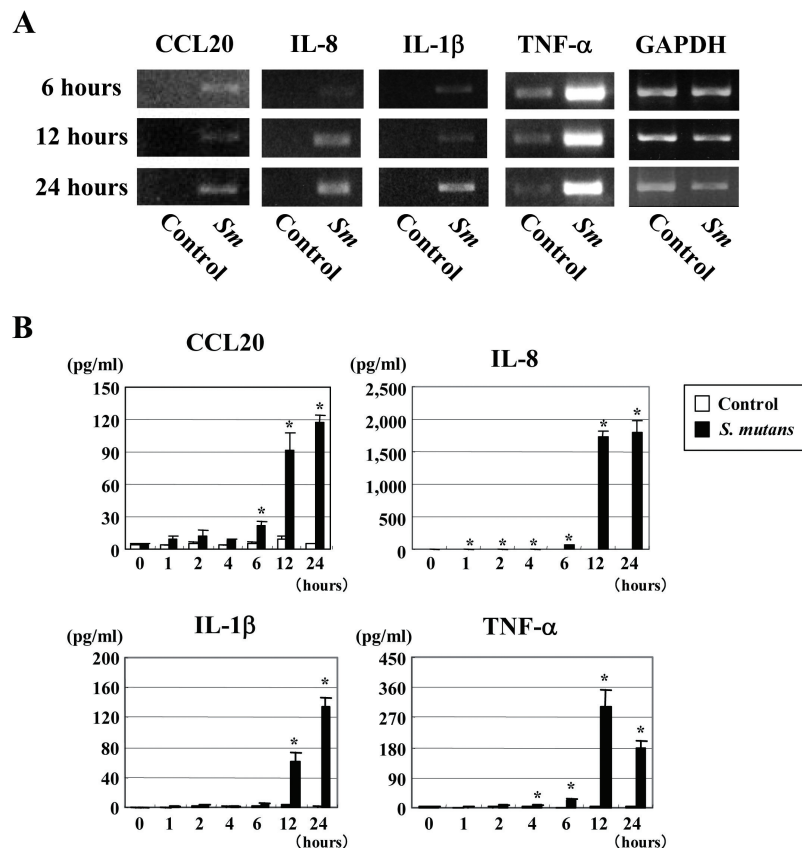 A
CCL20 IL-8 IL-1β TNF-α GAPDH
6 hours
12 hours
24 hours
Control Sm Control Sm Control Sm Control Sm Control Sm
B
CCL20
(pg/ml)
150
120
90
60
30
0
* * *
0 1 2 4 6 12 24
(hours)
IL-8
(pg/ml)
2,500
2,000
1,500
1,000
500
0
* * * * * *
0 1 2 4 6 12 24
(hours)
Control
S. mutans
IL-1β
(pg/ml)
200
160
120
80
40
0
* *
0 1 2 4 6 12 24
(hours)
TNF-α
(pg/ml)
450
360
270
180
90
0
* * * *
0 1 2 4 6 12 24
(hours)